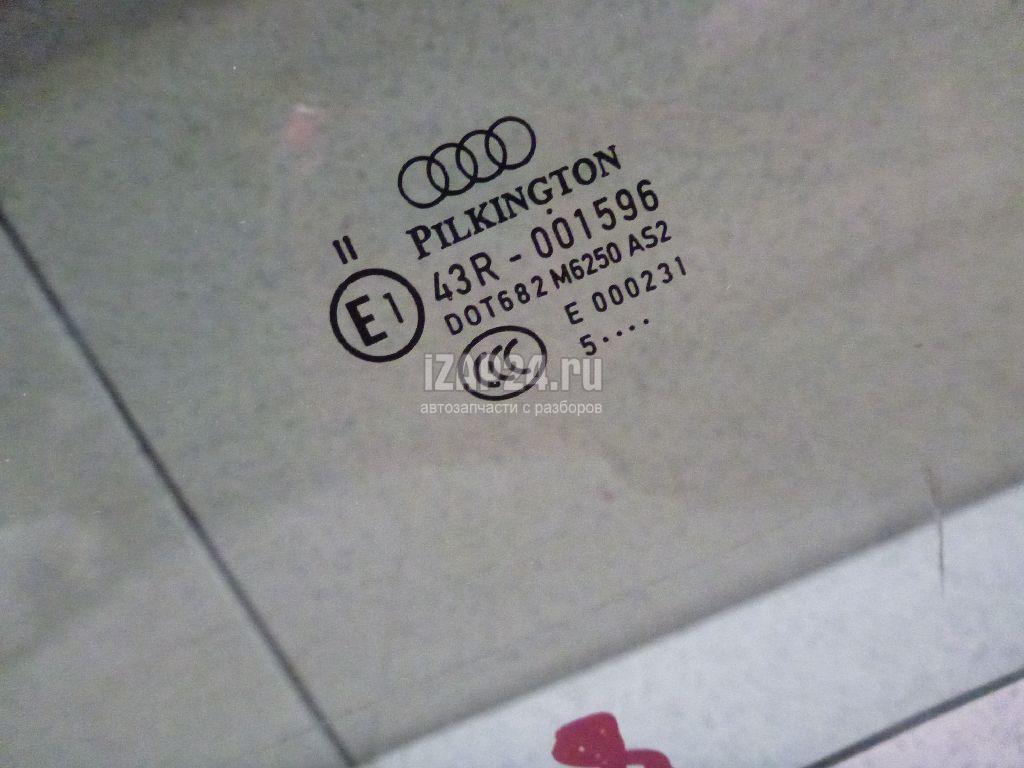 PILKINGTON
II
43R - 001596
E1
DOT682 M6250 AS2
E 000231
CCC
5....
iZAP24.ru
автозапчасти с разборов